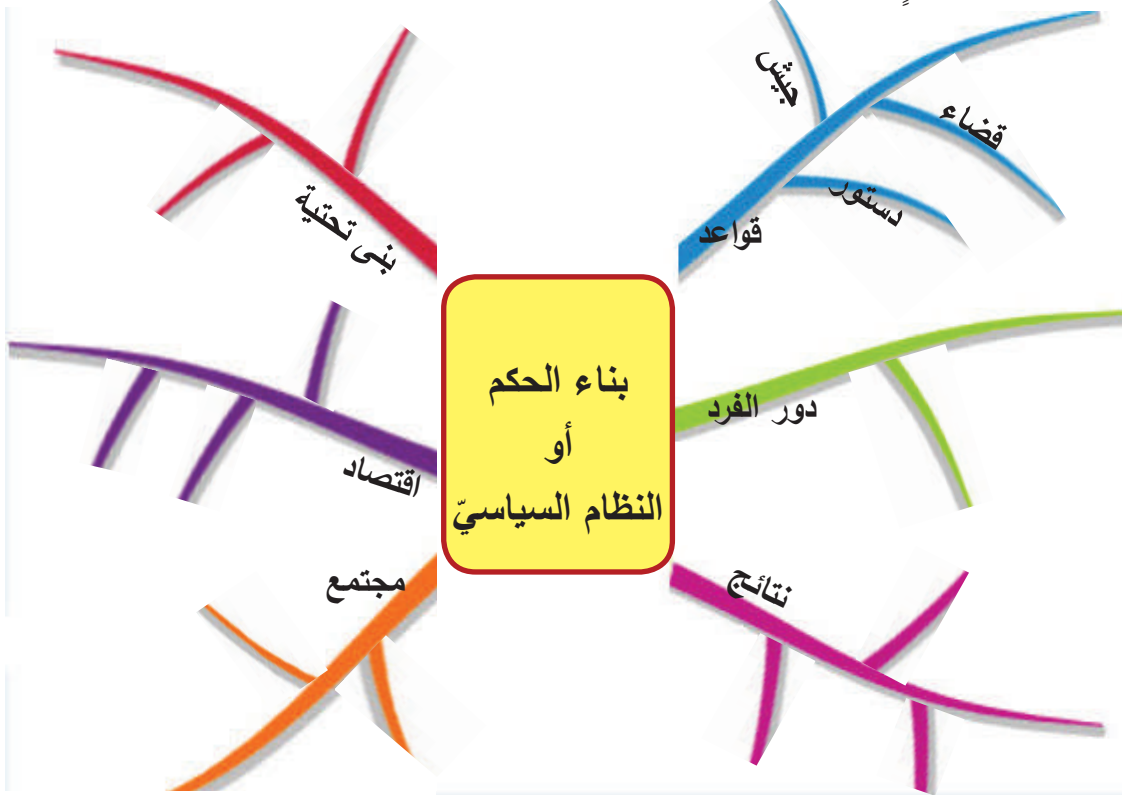 جيش
قضاء
دستور
قواعد
بنى تحتية
بناء الحكم
أو
النظام السياسيّ
دور الفرد
اقتصاد
نتائج
مجتمع